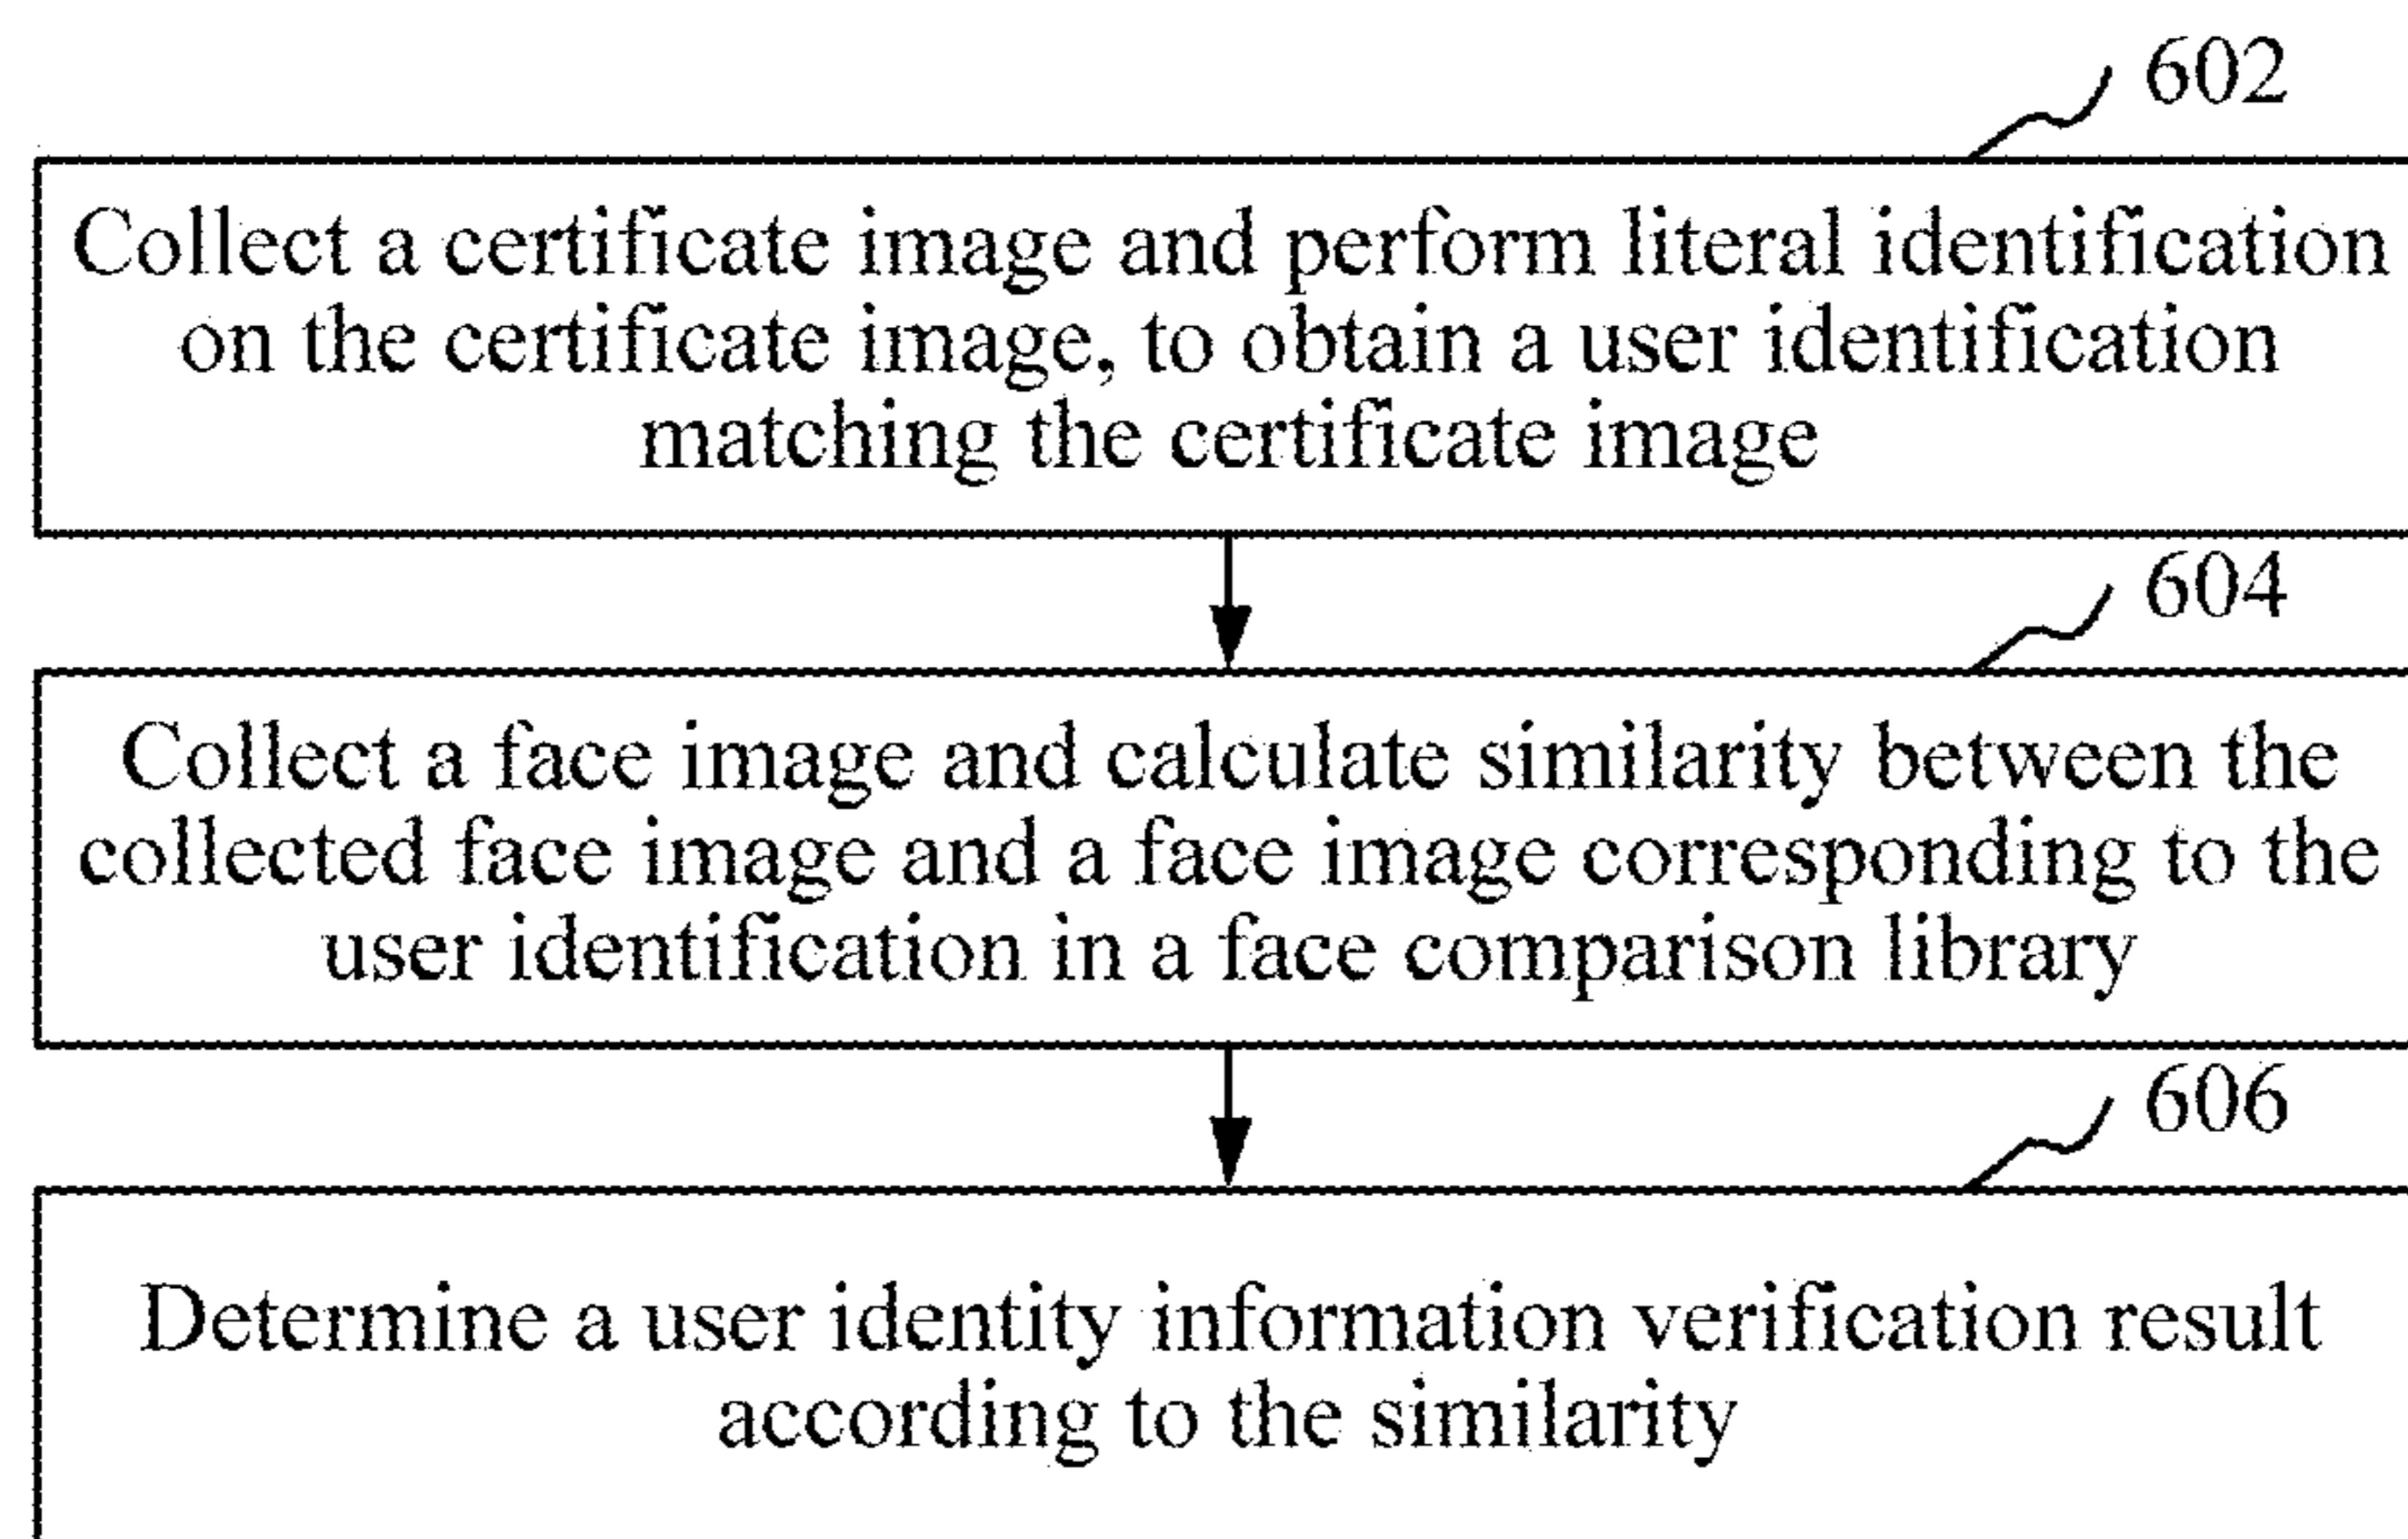 602
Collect a certificate image and perform literal identification
on the certificate image, to obtain a user identification
matching the certificate image
604
Collect a face image and calculate similarity between the
collected face image and a face image corresponding to the
user identification in a face comparison library
606
Determine a user identity information verification result
according to the similarity